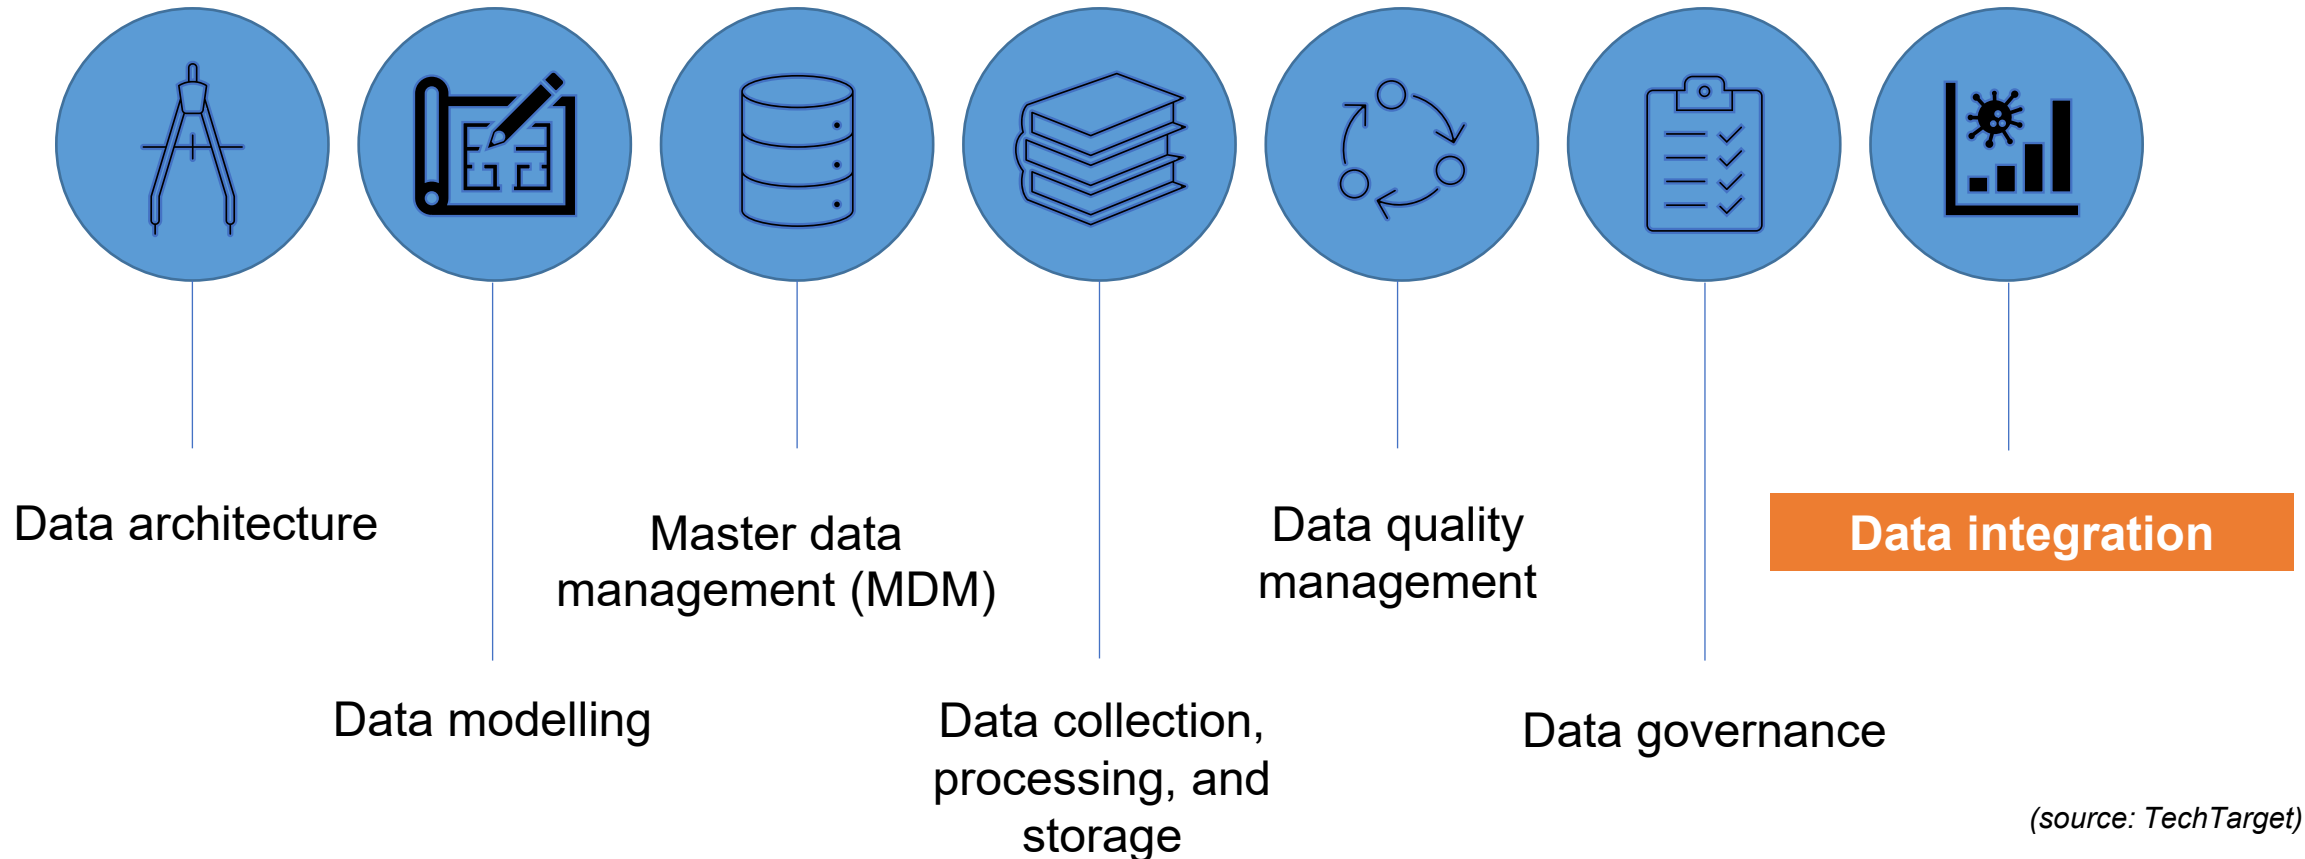 Data architecture
Data modelling
Master data
management (MDM)
Data collection,
processing, and
storage
Data quality
management
Data governance
Data integration
(source: TechTarget)